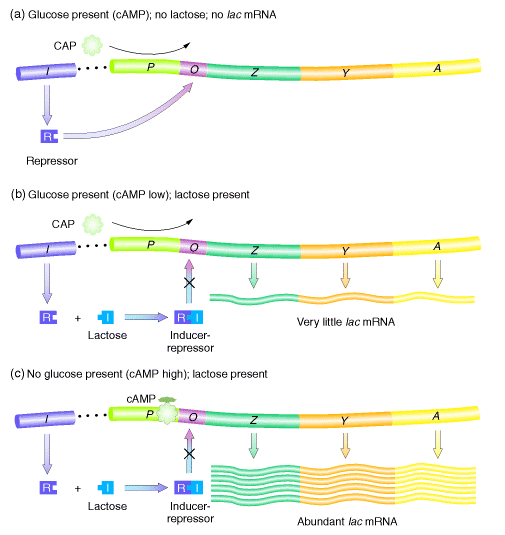 (a) Glucose present (cAMP); no lactose; no lac mRNA
CAP
I P O Z Y A
R
Repressor
(b) Glucose present (cAMP low); lactose present
CAP
I P O Z Y A
R + I R I
Lactose Inducer-
repressor
Very little lac mRNA
(c) No glucose present (cAMP high); lactose present
cAMP
I P O Z Y A
R + I R I
Lactose Inducer-
repressor
Abundant lac mRNA